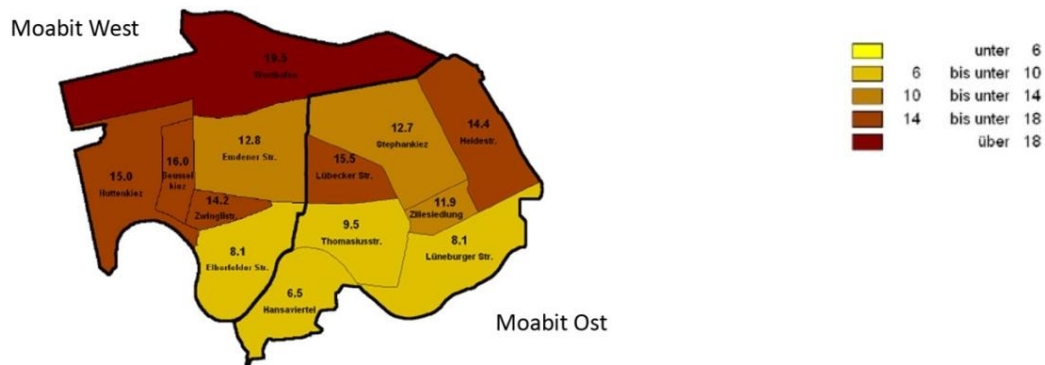 Moabit West
19.5
Westhafen
12.8
Emdener Str.
12.7
Stephankiez
14.4
Heidestr.
15.0
Huttenkiez
16.0
Beussel
kiez
15.5
Lübecker Str.
14.2
Zwinglistr.
11.9
Zillesiedlung
9.5
Thomasiusstr.
8.1
Elberfelder Str.
8.1
Lüneburger Str.
6.5
Hansaviertel
Moabit Ost
unter 6
6 bis unter 10
10 bis unter 14
14 bis unter 18
über 18